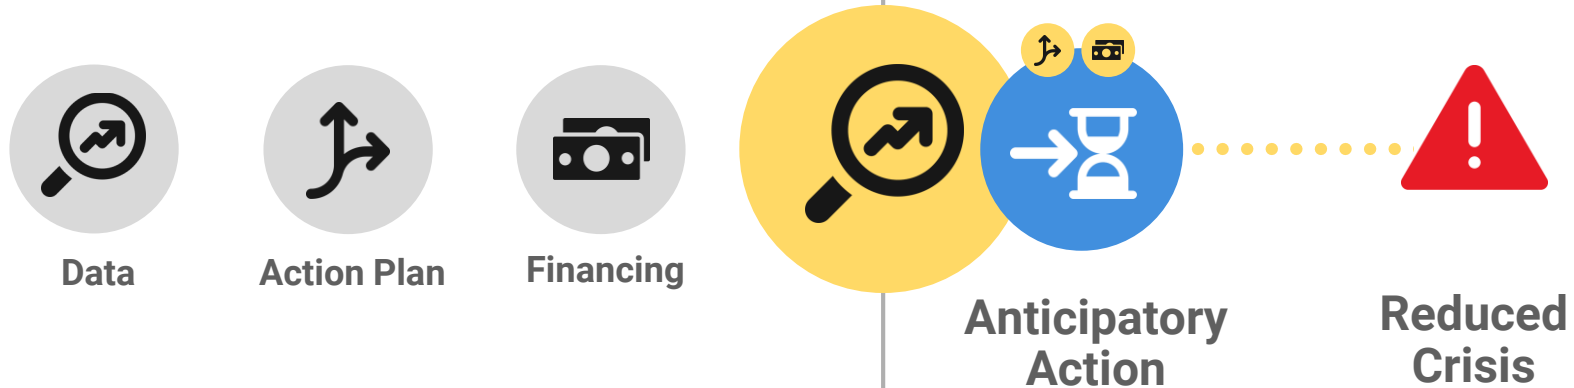 Data
Action Plan
Financing
Anticipatory
Action
Reduced
Crisis